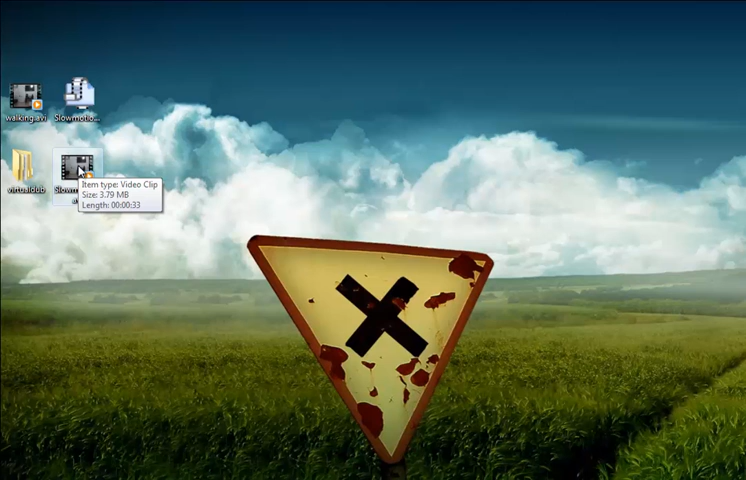 walking.avi
Slowmotio...
virtualdub
Item type: Video Clip
Size: 3.79 MB
Length: 00:00:33